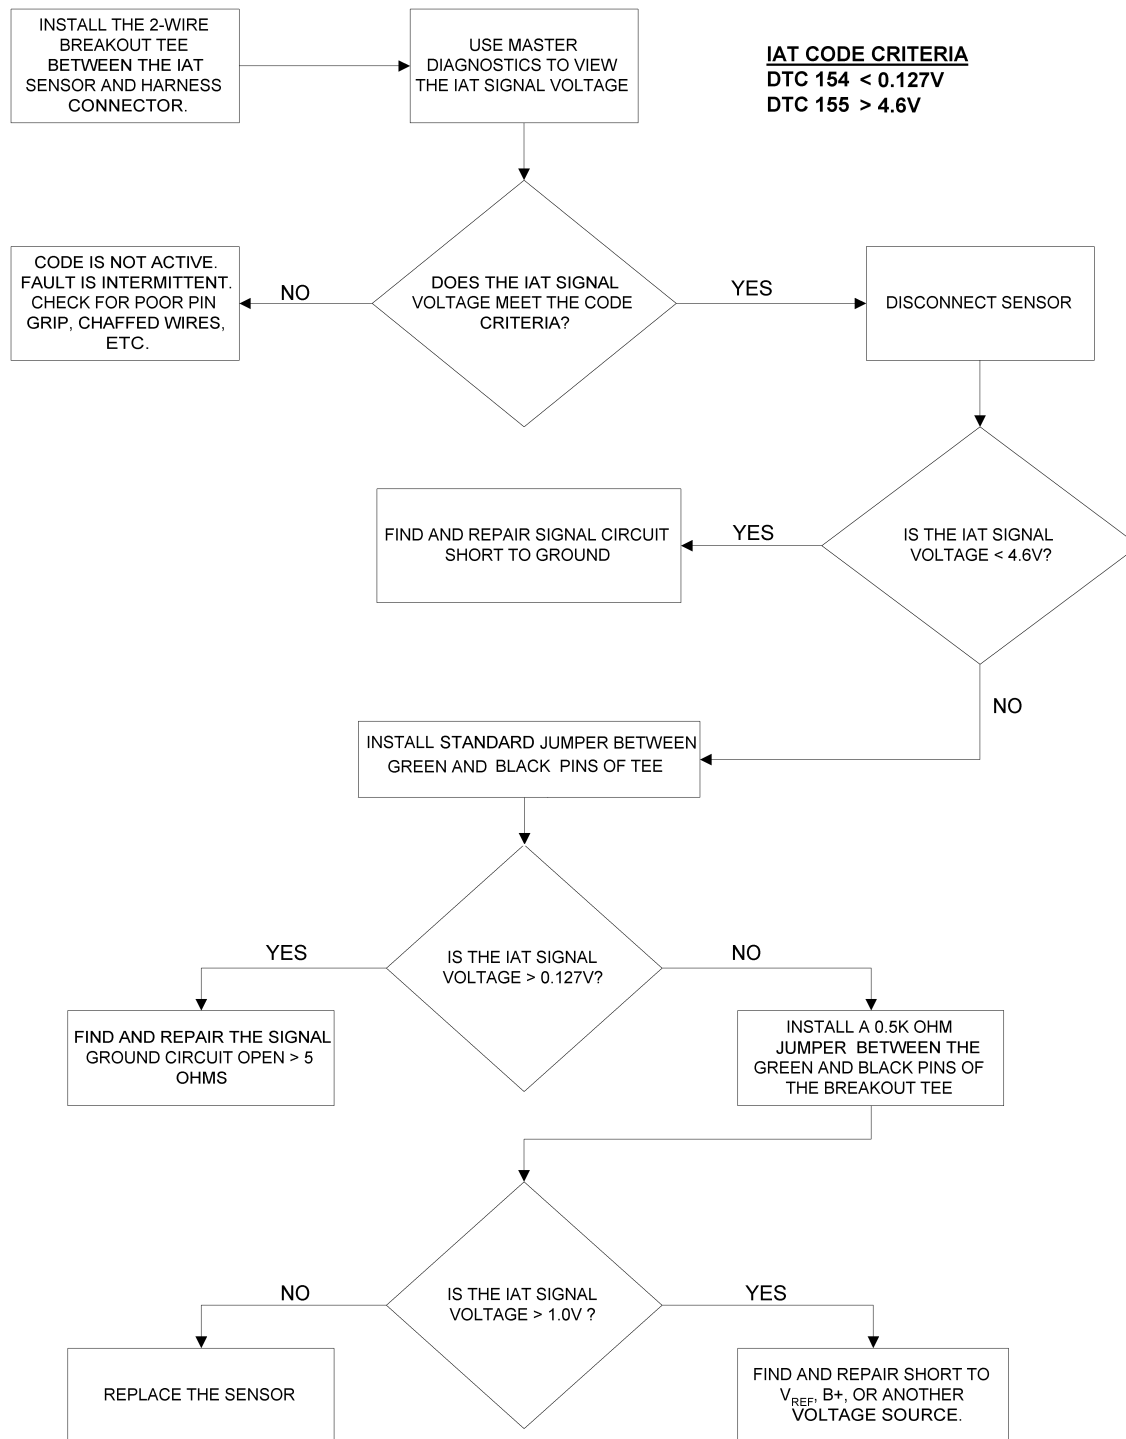 INSTALL THE 2-WIRE
BREAKOUT TEE
BETWEEN THE IAT
SENSOR AND HARNESS
CONNECTOR.
USE MASTER
DIAGNOSTICS TO VIEW
THE IAT SIGNAL VOLTAGE
IAT CODE CRITERIA
DTC 154 < 0.127V
DTC 155 > 4.6V
CODE IS NOT ACTIVE.
FAULT IS INTERMITTENT.
CHECK FOR POOR PIN
GRIP, CHAFFED WIRES,
ETC.
NO
DOES THE IAT SIGNAL
VOLTAGE MEET THE CODE
CRITERIA?
YES
DISCONNECT SENSOR
FIND AND REPAIR SIGNAL CIRCUIT
SHORT TO GROUND
YES
IS THE IAT SIGNAL
VOLTAGE < 4.6V?
NO
INSTALL STANDARD JUMPER BETWEEN
GREEN AND BLACK PINS OF TEE
YES
IS THE IAT SIGNAL
VOLTAGE > 0.127V?
NO
FIND AND REPAIR THE SIGNAL
GROUND CIRCUIT OPEN > 5
OHMS
INSTALL A 0.5K OHM
JUMPER BETWEEN THE
GREEN AND BLACK PINS OF
THE BREAKOUT TEE
NO
IS THE IAT SIGNAL
VOLTAGE > 1.0V ?
YES
REPLACE THE SENSOR
FIND AND REPAIR SHORT TO
VREF, B+, OR ANOTHER
VOLTAGE SOURCE.